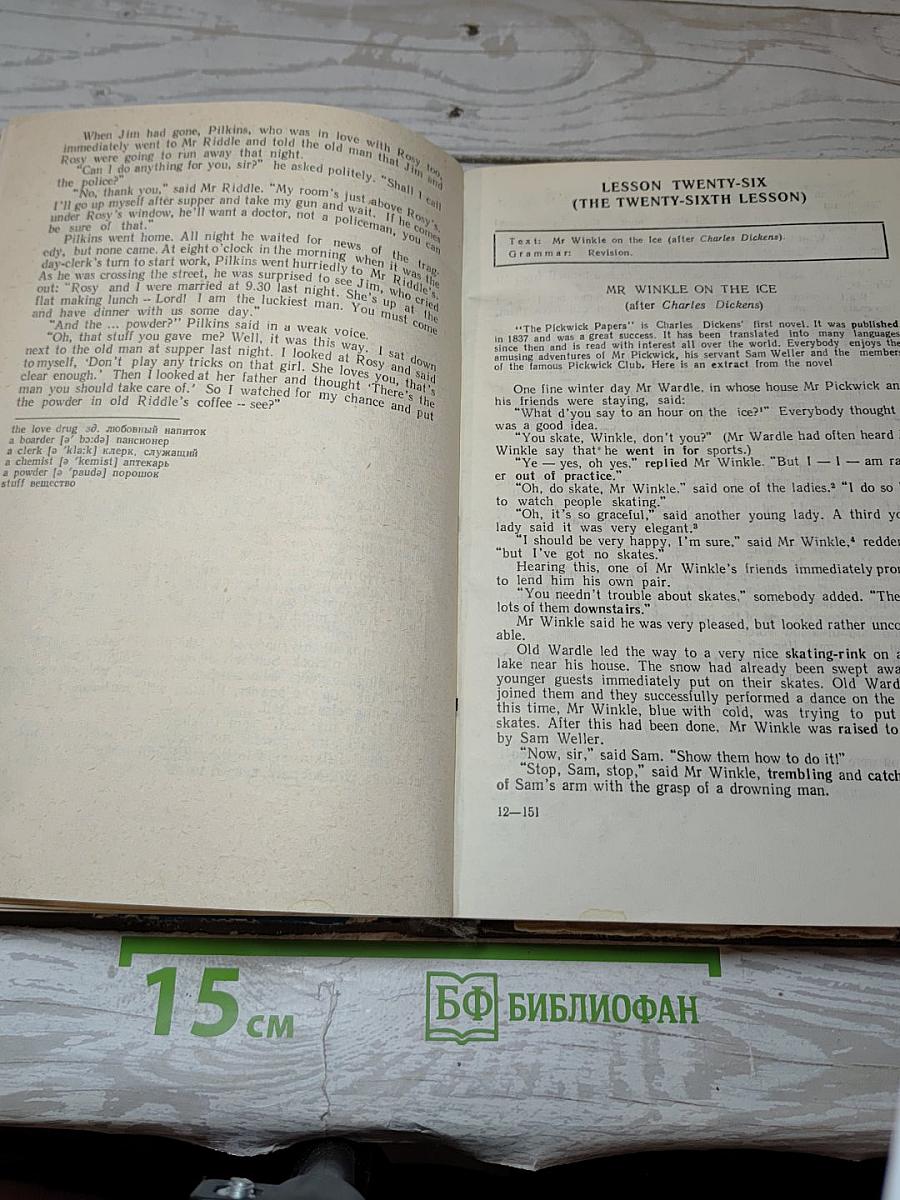 When Jim had gone, Pilkins, who was in love with Rosy too,
immediately went to Mr Riddle and told the old man that Jim and
Rosy were going to run away that night.
"Can I do anything for you, sir?" he asked politely. "Shall I call
the police?"
"No, thank you," said Mr Riddle. "My room's just above Rosy's.
I'll go up myself after supper and take my gun and wait. If he comes
under Rosy's window, he'll want a doctor, not a policeman, you can
be sure of that."
Pilkins went home. All night he waited for news of the trag-
edy, but none came. At eight o'clock in the morning when it was the
day-clerk's turn to start work, Pilkins went hurriedly to Mr Riddle's.
As he was crossing the street, he was surprised to see Jim, who cried
out: "Rosy and I were married at 9.30 last night. She's up at the
flat making lunch -- Lord! I am the luckiest man. You must come
and have dinner with us some day."
"And the ... powder?" Pilkins said in a weak voice.
"Oh, that stuff you gave me? Well, it was this way. I sat down
next to the old man at supper last night. I looked at Rosy and said
to myself, 'Don't play any tricks on that girl. She loves you, that's
clear enough.' Then I looked at her father and thought 'There's the
man you should take care of.' So I watched for my chance and put
the powder in old Riddle's coffee -- see?"
the love drug зд. любовный напиток
a boarder [ə' bɔ:də] пансионер
a clerk [ə 'kla:k] клерк, служащий
a chemist [ə 'kemist] аптекарь
a powder [ə 'paudə] порошок
stuff вещество
LESSON TWENTY-SIX
(THE TWENTY-SIXTH LESSON)
Text: Mr Winkle on the Ice (after Charles Dickens).
Grammar: Revision.
MR WINKLE ON THE ICE
(after Charles Dickens)
"The Pickwick Papers" is Charles Dickens' first novel. It was published
in 1837 and was a great success. It has been translated into many languages
since then and is read with interest all over the world. Everybody enjoys the
amusing adventures of Mr Pickwick, his servant Sam Weller and the members
of the famous Pickwick Club. Here is an extract from the novel
One fine winter day Mr Wardle, in whose house Mr Pickwick an
his friends were staying, said:
"What d'you say to an hour on the ice?¹" Everybody thought
was a good idea.
"You skate, Winkle, don't you?" (Mr Wardle had often heard
Winkle say that he went in for sports.)
"Ye — yes, oh yes," replied Mr Winkle. "But I — I — am ra
er out of practice."
"Oh, do skate, Mr Winkle," said one of the ladies.² "I do so
to watch people skating."
"Oh, it's so graceful," said another young lady. A third yo
lady said it was very elegant.³
"I should be very happy, I'm sure," said Mr Winkle,⁴ redden
"but I've got no skates."
Hearing this, one of Mr Winkle's friends immediately pro
to lend him his own pair.
"You needn't trouble about skates," somebody added. "The
lots of them downstairs."
Mr Winkle said he was very pleased, but looked rather unco
able.
Old Wardle led the way to a very nice skating-rink on a
lake near his house. The snow had already been swept awa
younger guests immediately put on their skates. Old Ward
joined them and they successfully performed a dance on the
this time, Mr Winkle, blue with cold, was trying to put
skates. After this had been done, Mr Winkle was raised to
by Sam Weller.
"Now, sir," said Sam. "Show them how to do it!"
"Stop, Sam, stop," said Mr Winkle, trembling and catch
of Sam's arm with the grasp of a drowning man.
12—151
15 см
БФ БИБЛИОФАН